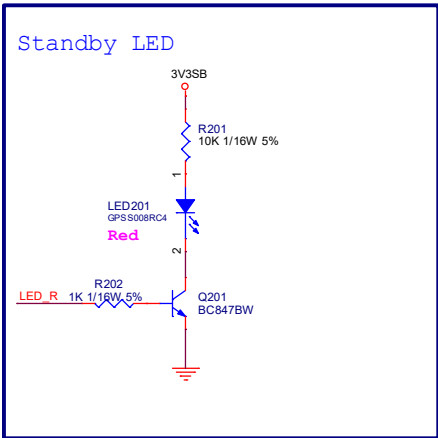 Standby LED
3V3SB
R201
10K 1/16W 5%
1
LED201
GPSS008RC4
Red
2
R202
LED_R
1K 1/16W 5%
Q201
BC847BW